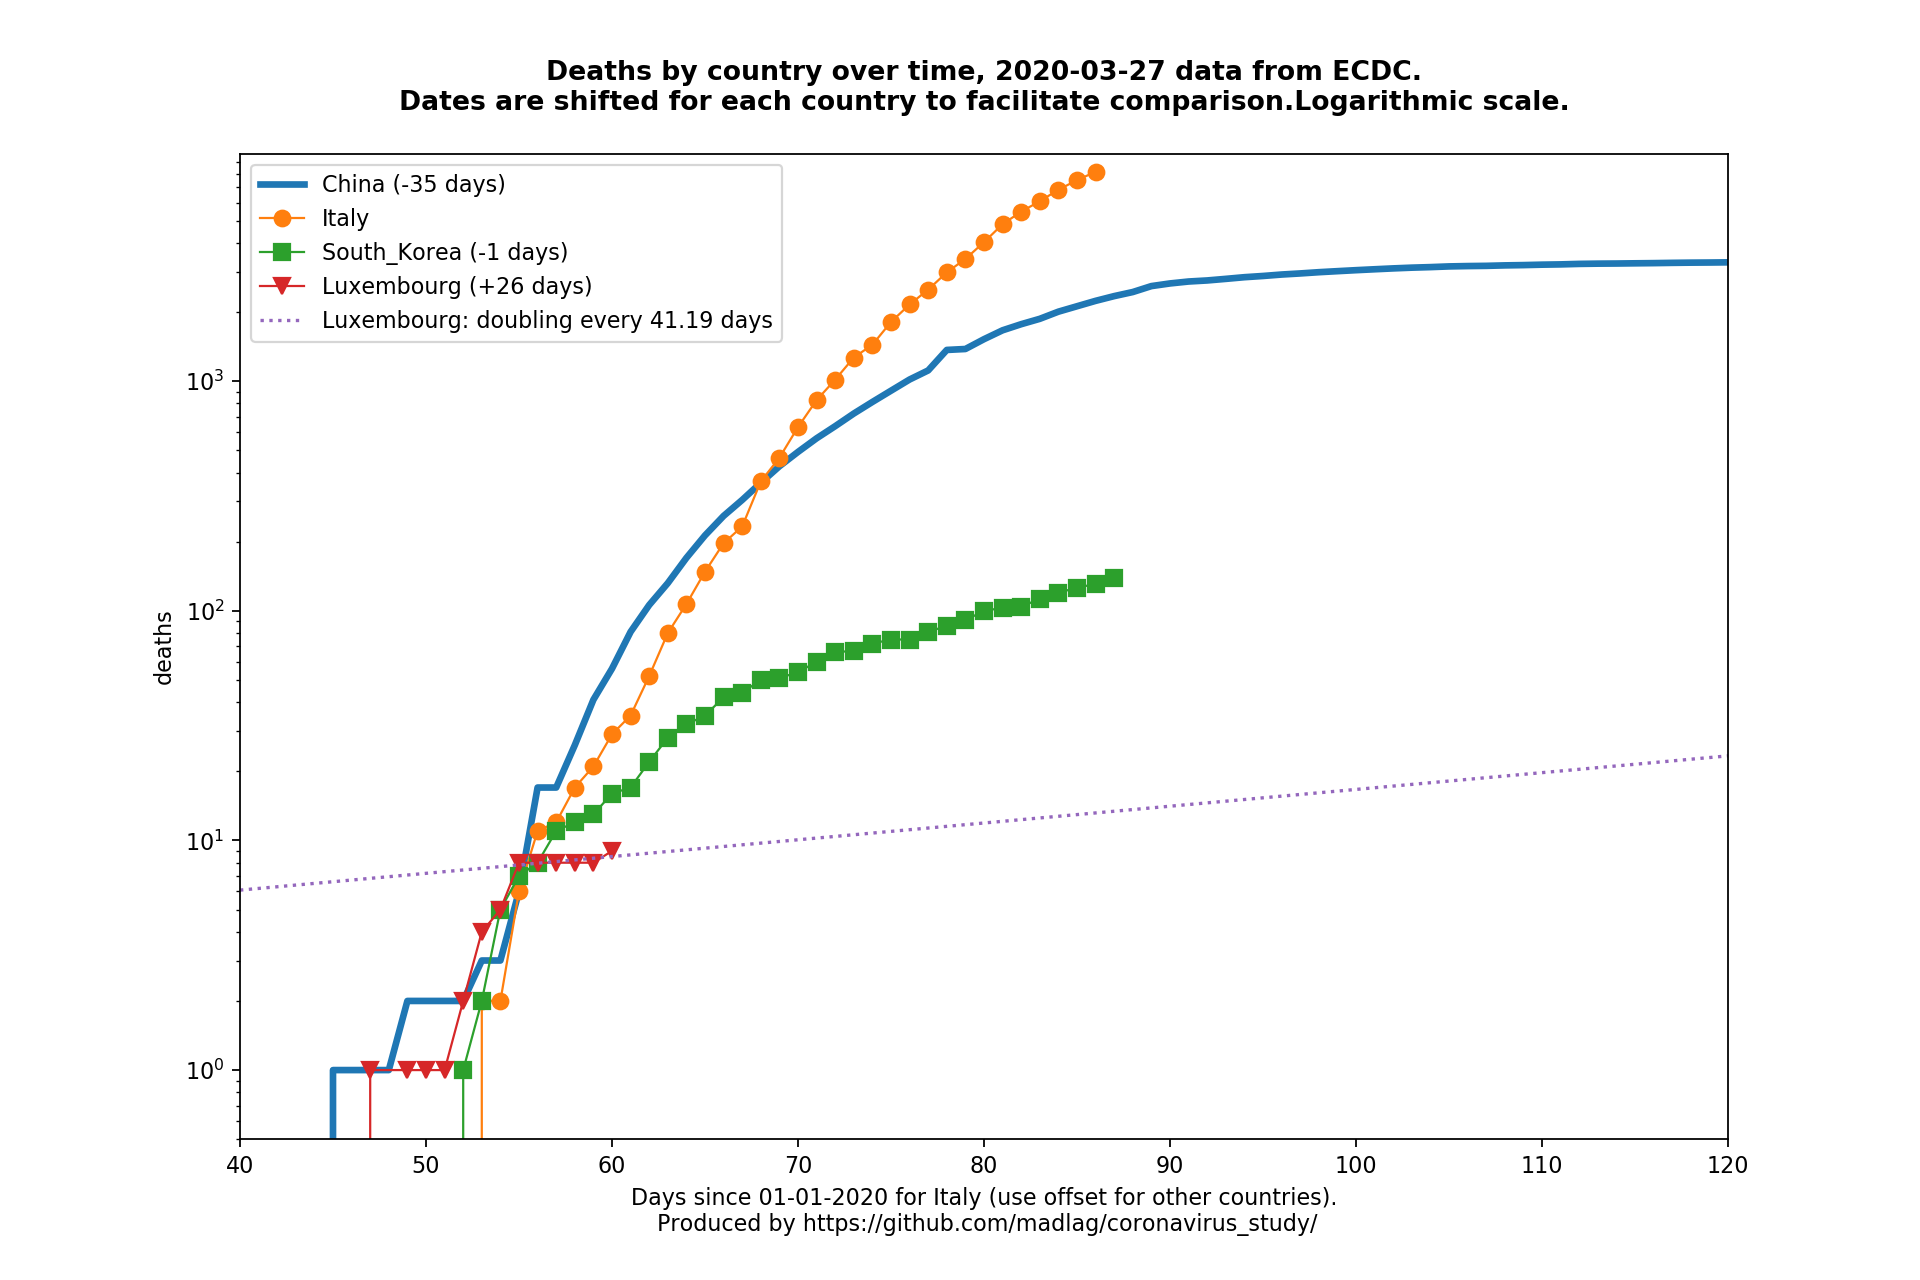 Deaths by country over time, 2020-03-27 data from ECDC.
Dates are shifted for each country to facilitate comparison.Logarithmic scale.
China (-35 days)
Italy
South_Korea (-1 days)
Luxembourg (+26 days)
Luxembourg: doubling every 41.19 days
10³
10²
10¹
10⁰
deaths
40 50 60 70 80 90 100 110 120
Days since 01-01-2020 for Italy (use offset for other countries).
Produced by https://github.com/madlag/coronavirus_study/